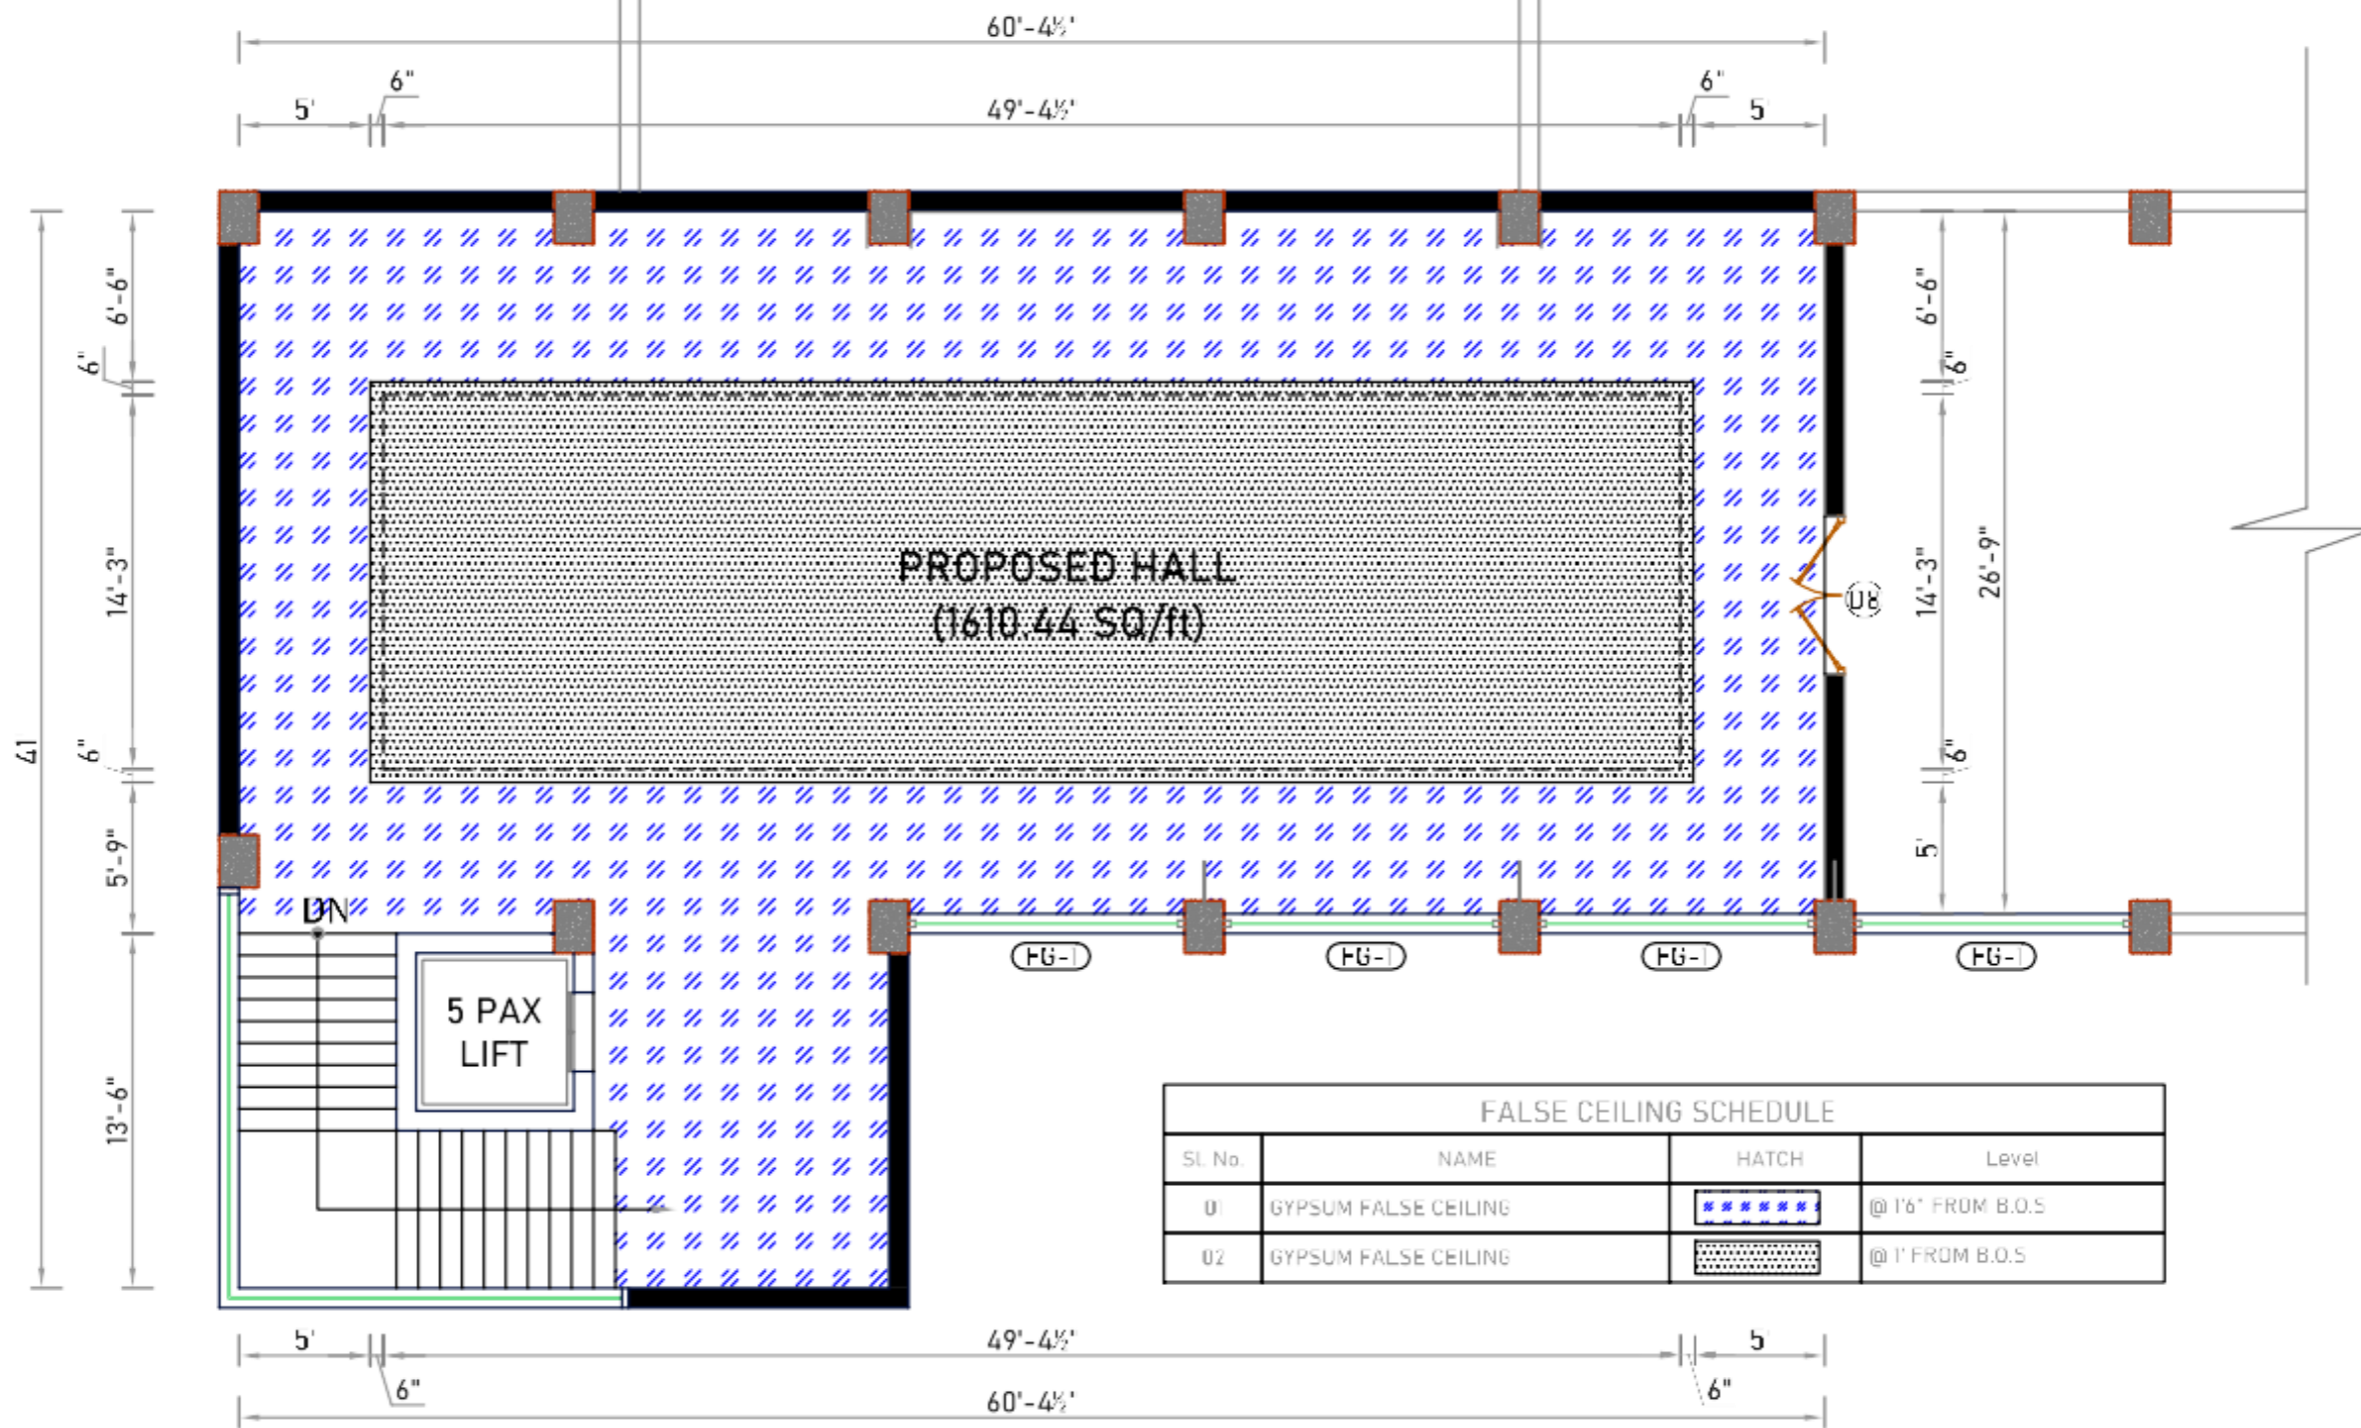 60'-4½'
6"
6"
5'
49'-4½'
5'
6'-6"
6'-6"
6"
6"
PROPOSED HALL
(1610.44 SQ/ft)
14'-3"
14'-3"
26'-9"
41
6"
6"
5'-9"
5'
DN
FG-1
FG-1
FG-1
FG-1
5 PAX
LIFT
13'-6"
FALSE CEILING SCHEDULE
SL. No. NAME HATCH Level
01 GYPSUM FALSE CEILING @ 1'6" FROM B.O.S
02 GYPSUM FALSE CEILING @ 1' FROM B.O.S
5'
49'-4½'
5'
6"
6"
60'-4½'